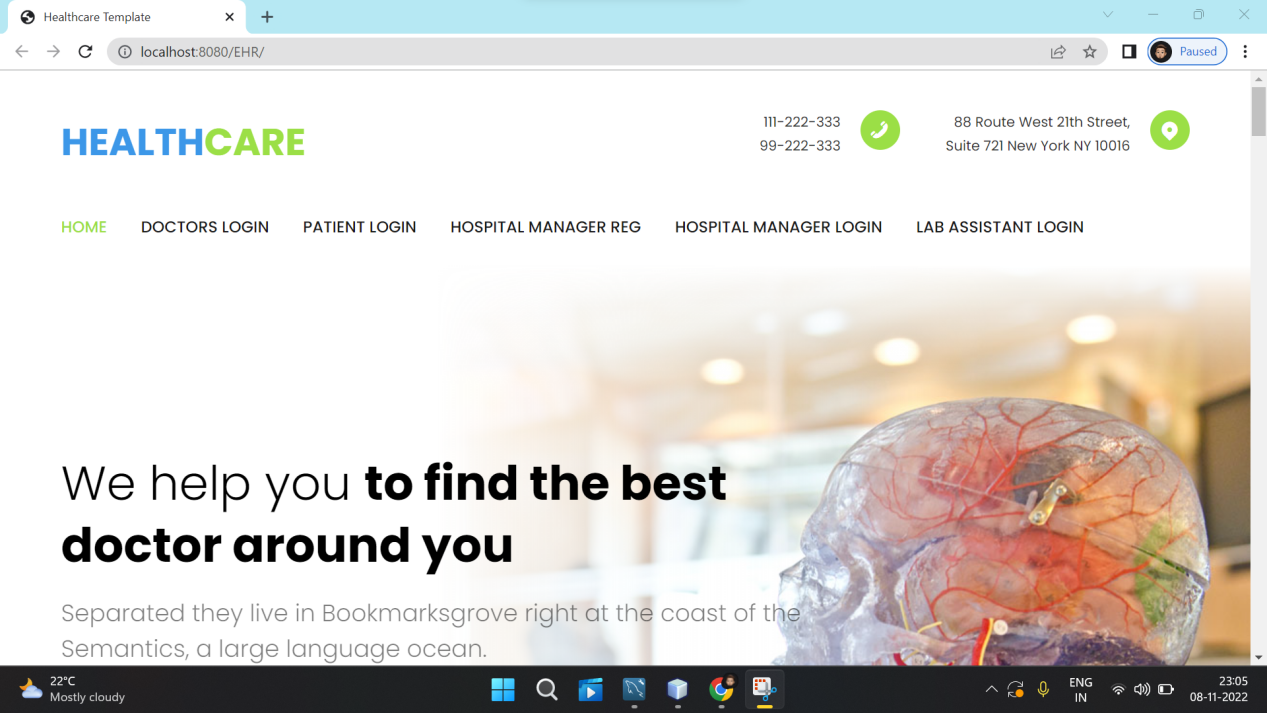 Healthcare Template
localhost:8080/EHR/
Paused
HEALTHCARE
111-222-333
99-222-333
88 Route West 21th Street,
Suite 721 New York NY 10016
HOME DOCTORS LOGIN PATIENT LOGIN HOSPITAL MANAGER REG HOSPITAL MANAGER LOGIN LAB ASSISTANT LOGIN
We help you to find the best
doctor around you
Separated they live in Bookmarksgrove right at the coast of the
Semantics, a large language ocean.
22°C
Mostly cloudy
ENG
IN
23:05
08-11-2022